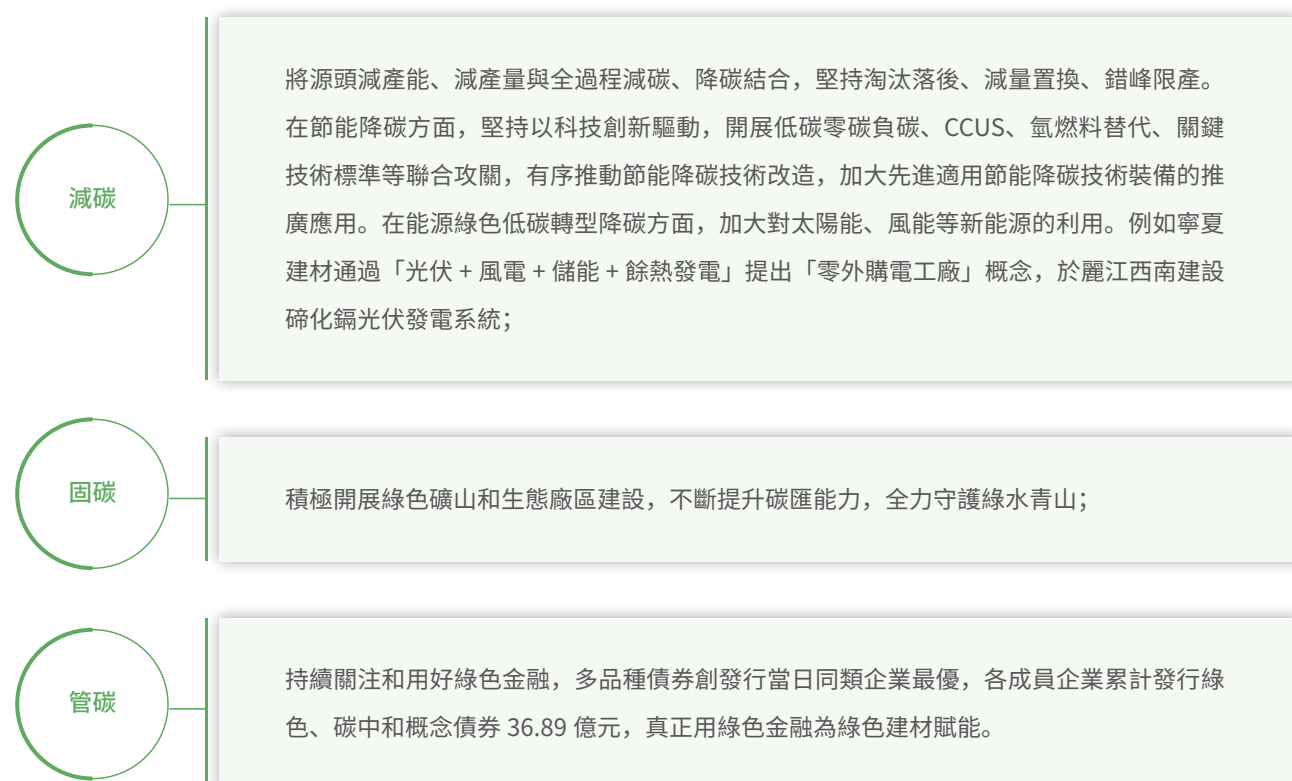 減碳
將源頭減產能、減產量與全過程減碳、降碳結合，堅持淘汰落後、減量置換、錯峰限產。
在節能降碳方面，堅持以科技創新驅動，開展低碳零碳負碳、CCUS、氫燃料替代、關鍵
技術標準等聯合攻關，有序推動節能降碳技術改造，加大先進適用節能降碳技術裝備的推
廣應用。在能源綠色低碳轉型降碳方面，加大對太陽能、風能等新能源的利用。例如寧夏
建材通過「光伏 + 風電 + 儲能 + 餘熱發電」提出「零外購電工廠」概念，於麗江西南建設
碲化鎘光伏發電系統；
固碳
積極開展綠色礦山和生態廠區建設，不斷提升碳匯能力，全力守護綠水青山；
管碳
持續關注和用好綠色金融，多品種債券創發行當日同類企業最優，各成員企業累計發行綠
色、碳中和概念債券 36.89 億元，真正用綠色金融為綠色建材賦能。